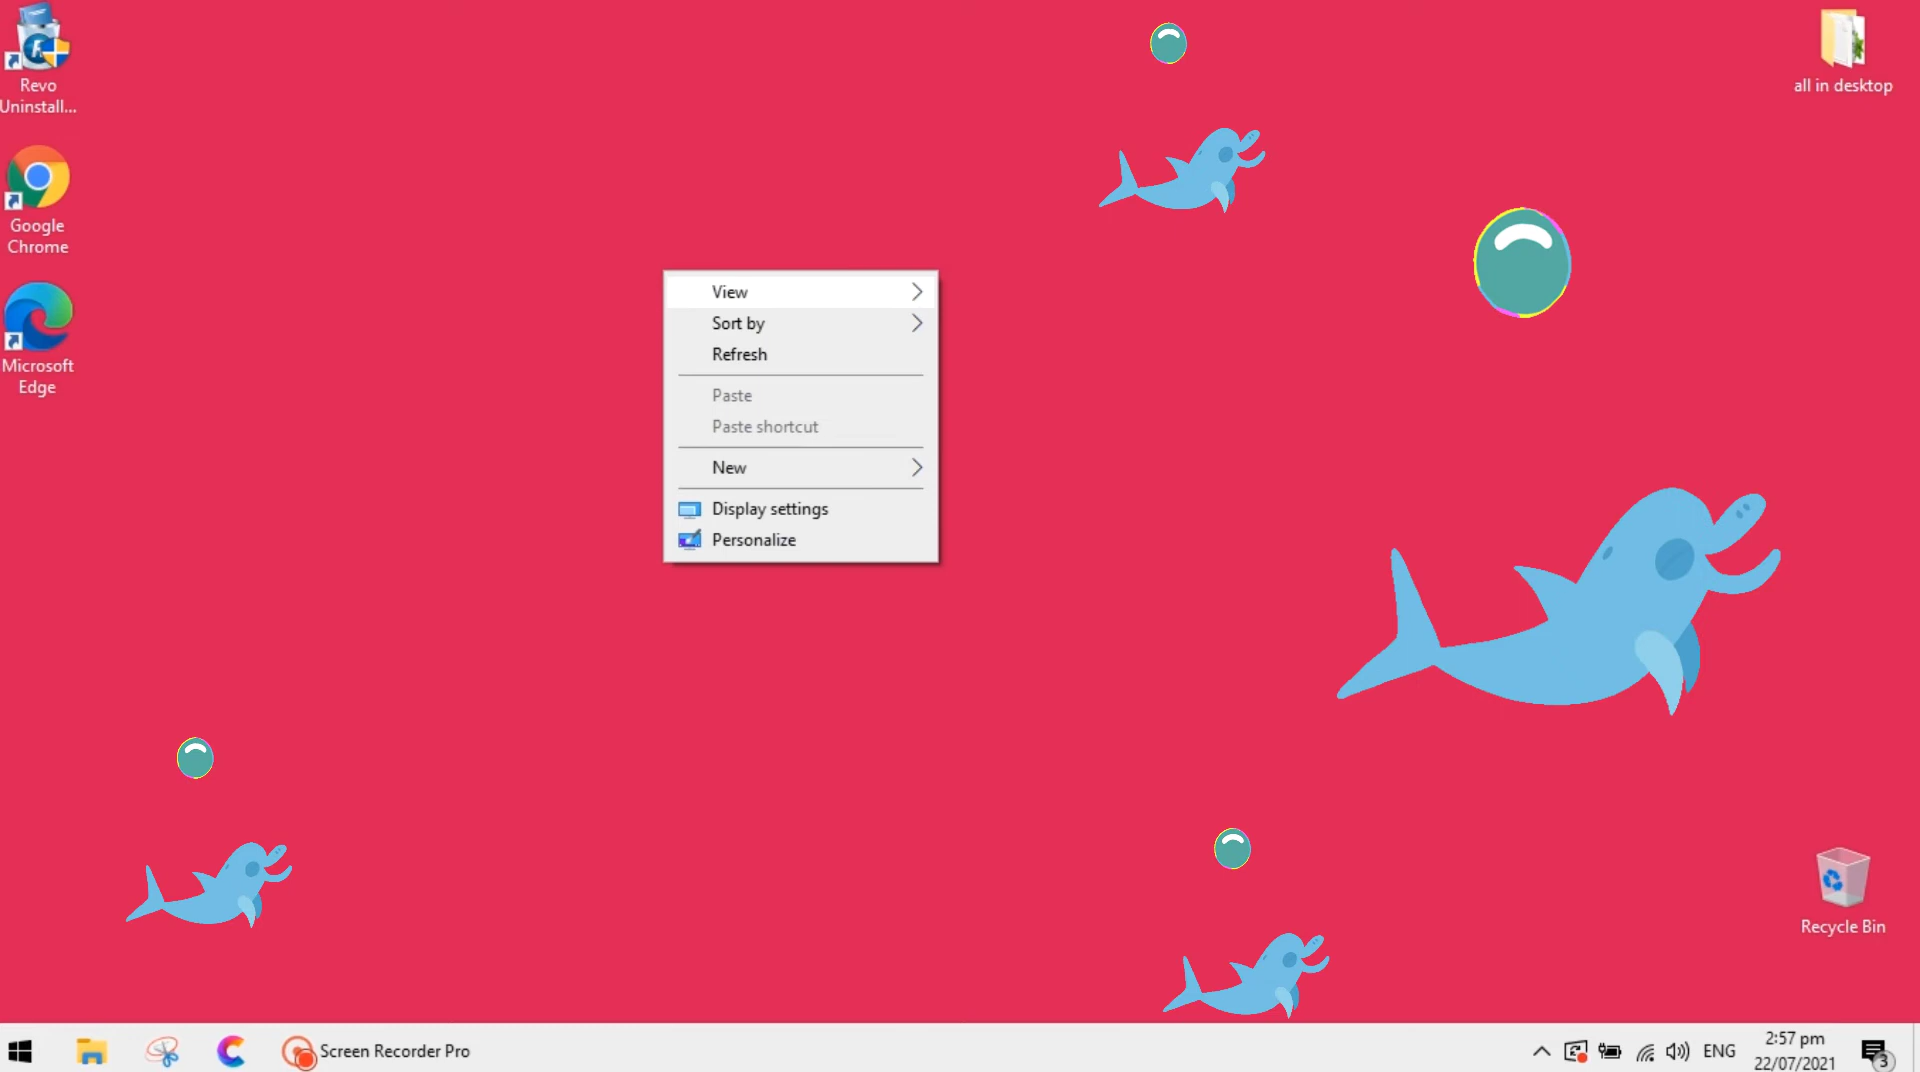 Revo
Uninstall...
Google
Chrome
Microsoft
Edge
all in desktop
View
Sort by
Refresh
Paste
Paste shortcut
New
Display settings
Personalize
Recycle Bin
Screen Recorder Pro
ENG
2:57 pm
22/07/2021
3